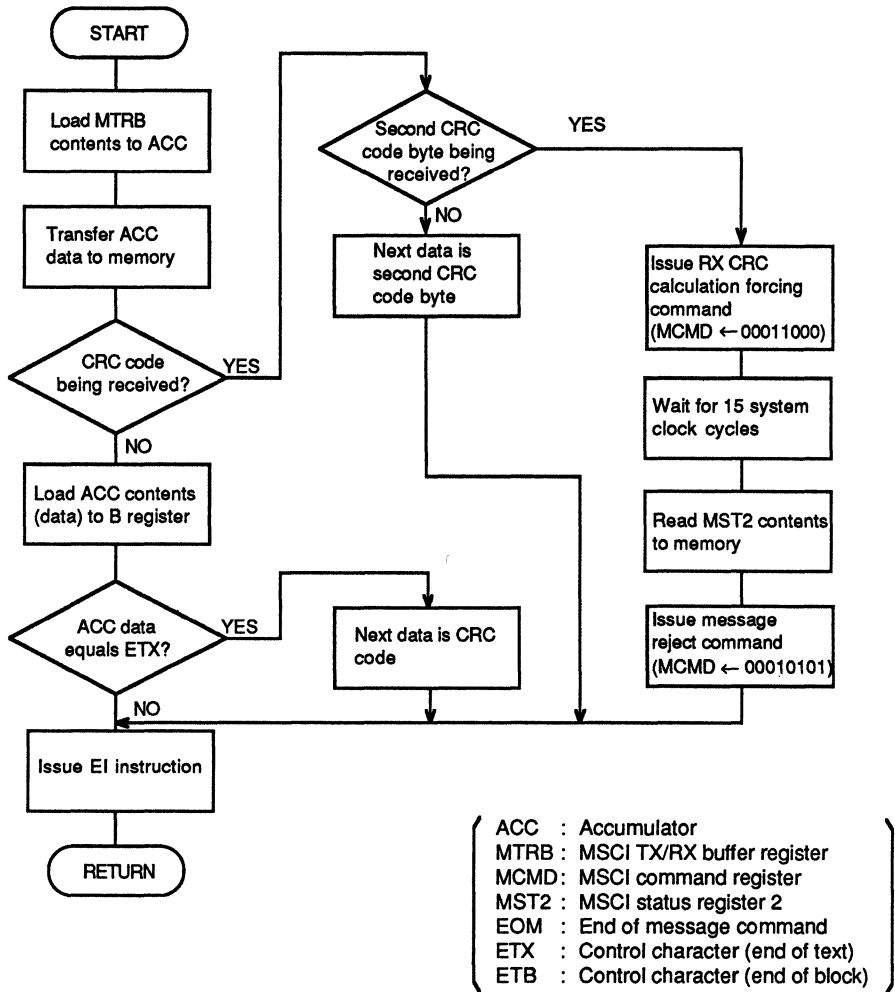 START
Load MTRB
contents to ACC
Transfer ACC
data to memory
CRC code
being received?
YES
NO
Load ACC contents
(data) to B register
ACC data
equals ETX?
YES
NO
Issue EI instruction
RETURN
Second CRC
code byte being
received?
YES
NO
Next data is
second CRC
code byte
Next data is CRC
code
Issue RX CRC
calculation forcing
command
(MCMD ← 00011000)
Wait for 15 system
clock cycles
Read MST2 contents
to memory
Issue message
reject command
(MCMD ← 00010101)
ACC : Accumulator
MTRB : MSCI TX/RX buffer register
MCMD : MSCI command register
MST2 : MSCI status register 2
EOM : End of message command
ETX : Control character (end of text)
ETB : Control character (end of block)